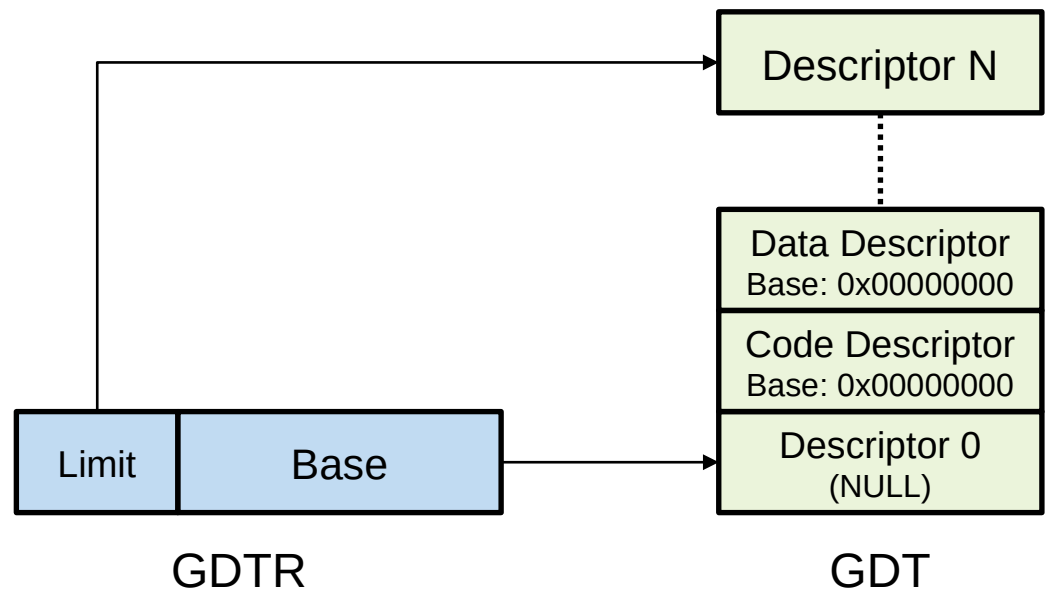 Descriptor N
Data Descriptor
Base: 0x00000000
Code Descriptor
Base: 0x00000000
Limit
Base
Descriptor 0
(NULL)
GDTR
GDT